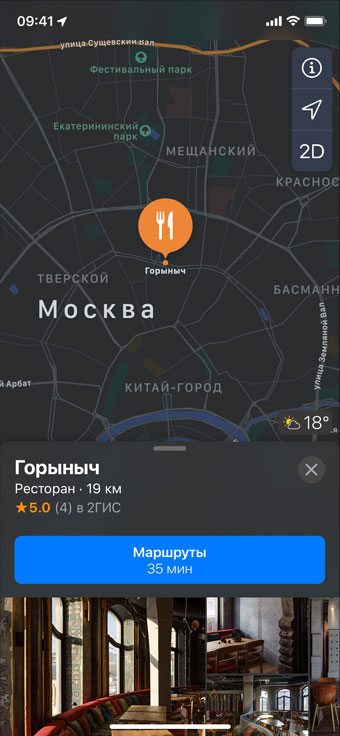 09:41
улица Сущевский Вал
Фестивальный парк
Екатерининский
парк
МЕЩАНСКИЙ
2D
КРАСНОС
Горыныч
ТВЕРСКОЙ
БАСМАНН
Москва
улица Земляной Вал
й Арбат
КИТАЙ-ГОРОД
18°
Горыныч
Ресторан · 19 км
★5.0 (4) в 2ГИС
Маршруты
35 мин